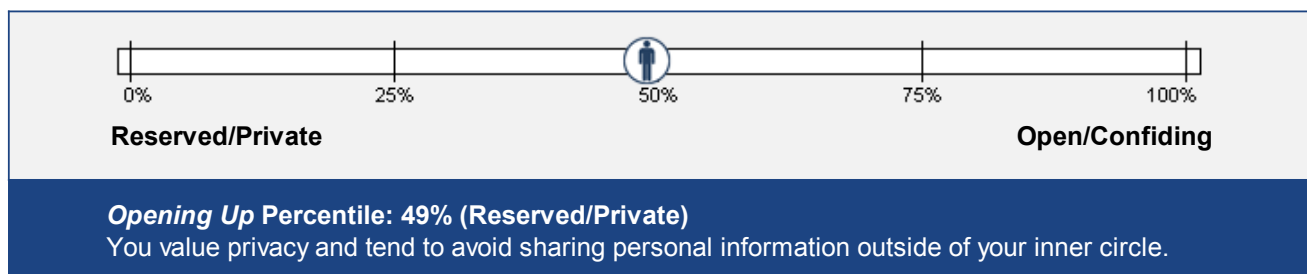 0% 25% 50% 75% 100%
Reserved/Private Open/Confiding
Opening Up Percentile: 49% (Reserved/Private)
You value privacy and tend to avoid sharing personal information outside of your inner circle.